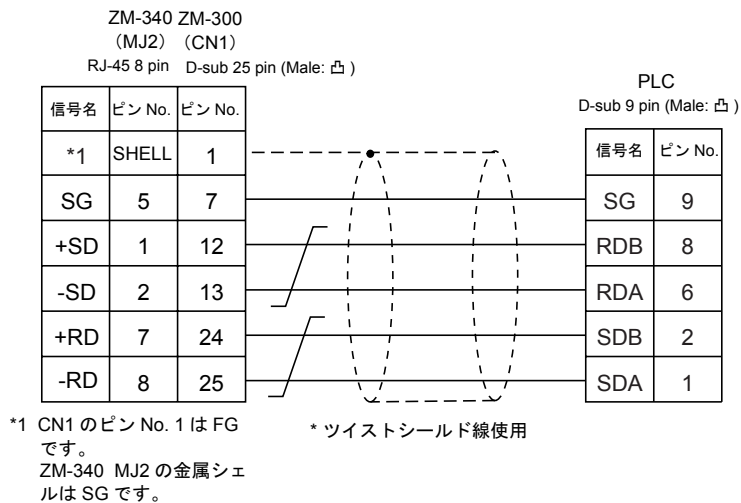 ZM-340 ZM-300
(MJ2) (CN1)
RJ-45 8 pin D-sub 25 pin (Male: 凸 )
信号名 ピン No. ピン No.
*1 SHELL 1
SG 5 7
+SD 1 12
-SD 2 13
+RD 7 24
-RD 8 25
PLC
D-sub 9 pin (Male: 凸 )
信号名 ピン No.
SG 9
RDB 8
RDA 6
SDB 2
SDA 1
*1 CN1 のピン No. 1 は FG
です。
ZM-340 MJ2 の金属シェ
ルは SG です。
* ツイストシールド線使用